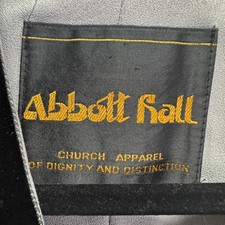 Abbott Hall
CHURCH APPAREL
OF DIGNITY AND DISTINCTION